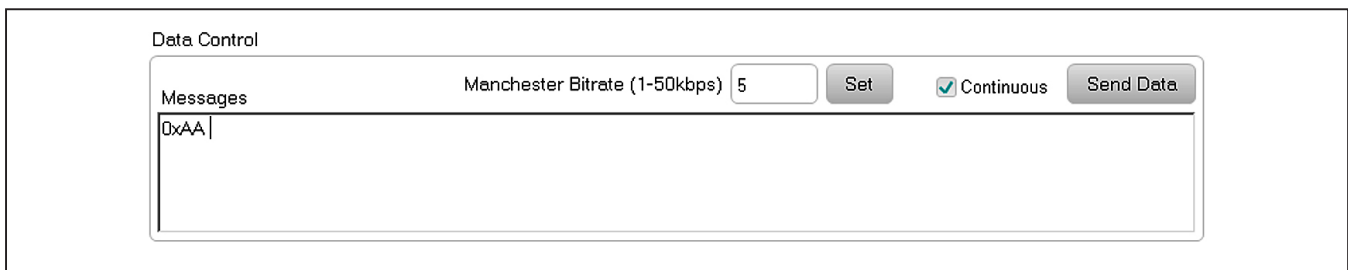 Data Control
Manchester Bitrate (1-50kbps) 5 Set Continuous Send Data
Messages
0xAA